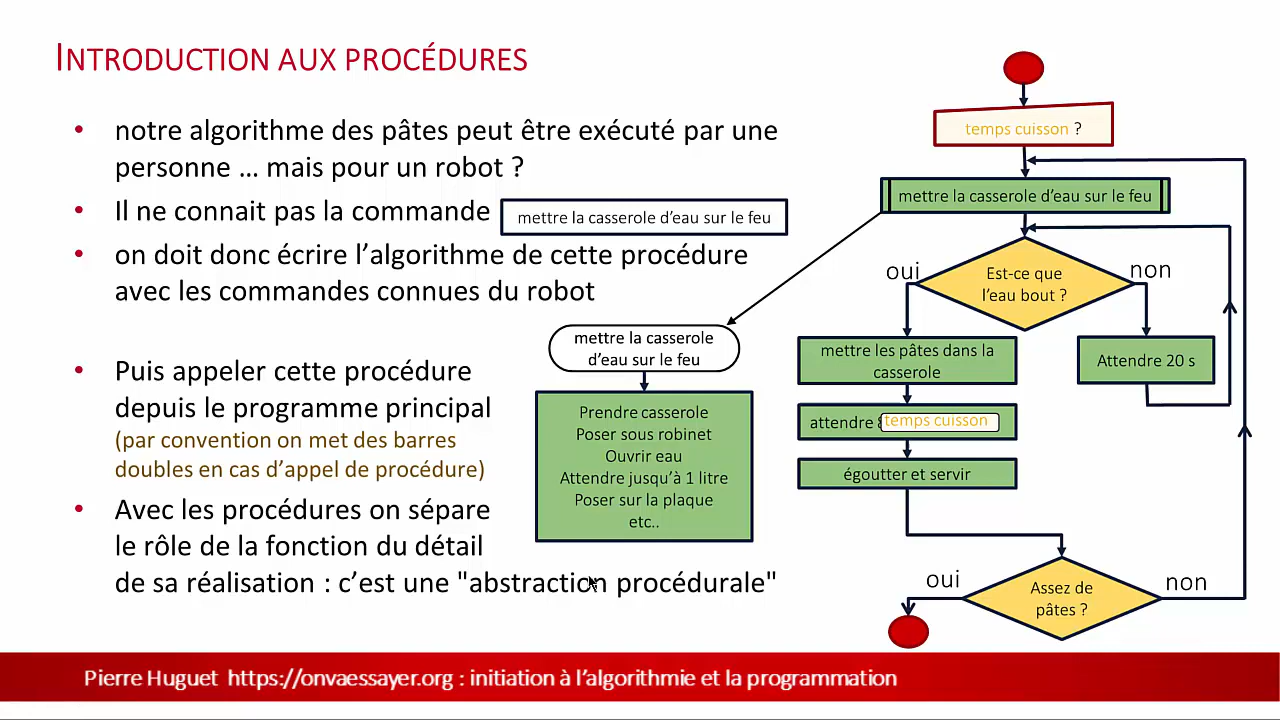 INTRODUCTION AUX PROCÉDURES
• notre algorithme des pâtes peut être exécuté par une
personne … mais pour un robot ?
• Il ne connait pas la commande
mettre la casserole d’eau sur le feu
• on doit donc écrire l’algorithme de cette procédure
avec les commandes connues du robot
• Puis appeler cette procédure
depuis le programme principal
(par convention on met des barres
doubles en cas d’appel de procédure)
• Avec les procédures on sépare
le rôle de la fonction du détail
de sa réalisation : c’est une "abstraction procédurale"
mettre la casserole
d’eau sur le feu
Prendre casserole
Poser sous robinet
Ouvrir eau
Attendre jusqu’à 1 litre
Poser sur la plaque
etc..
temps cuisson ?
mettre la casserole d’eau sur le feu
oui
Est-ce que
l’eau bout ?
non
mettre les pâtes dans la
casserole
Attendre 20 s
attendre temps cuisson
égoutter et servir
oui
Assez de
pâtes ?
non
Pierre Huguet https://onvaessayer.org : initiation à l’algorithmie et la programmation